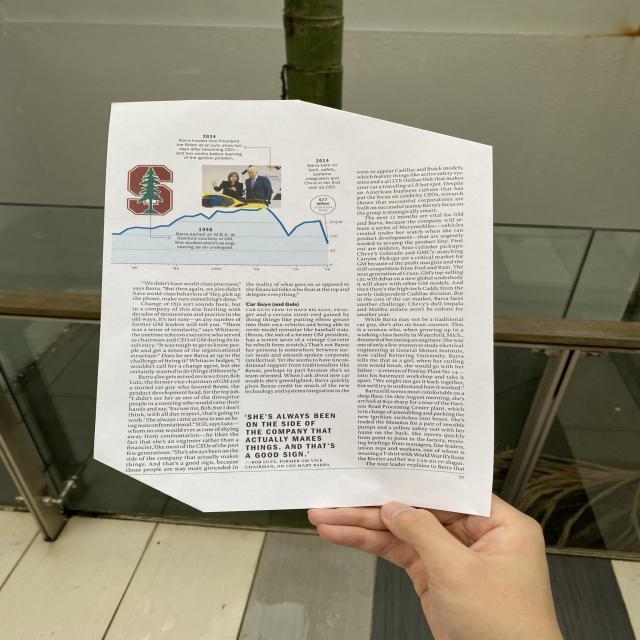 2014
Barra hosted Vice President
Joe Biden at an auto show two
days after becoming CEO—
and two weeks before learning
of the ignition problem.
2014
Barra bets on
tech, safety,
systems
integration and
China in her first
year as CEO.
S
$77
billion
1990
Barra earned an M.B.A. at
Stanford courtesy of GM.
She studied electrical engi-
neering as an undergrad.
"We didn't have world-class processes,"
says Barra. "But then again, we also didn't
have world-class behaviors of 'Hey, pick up
the phone, make sure something's done.'"
Change of this sort sounds basic, but
in a company of this size hurtling with
decades of momentum and practice in the
old ways, it's not easy—as any number of
former GM leaders will tell you. "There
was a sense of insularity," says Whitacre,
the onetime telecom executive who served
as chairman and CEO of GM during its in-
solvency. "It was tough to get to know peo-
ple and get a sense of the organizational
structure." Does he see Barra as up to the
challenge of fixing it? Whitacre hedges. "I
wouldn't call her a change agent, but she
certainly wanted to do things differently."
Barra also gets mixed reviews from Bob
Lutz, the former vice chairman of GM and
a storied car guy who favored Reuss, the
product development head, for the top job.
"I didn't see her as one of the disruptive
people in a meeting who would raise their
hands and say, 'Excuse me, Bob, but I don't
think, with all due respect, that's going to
work.' She always came across to me as be-
ing nonconfrontational." Still, says Lutz—
whom no one would ever accuse of shying
away from confrontation—he likes the
fact that she's an engineer rather than a
financier, like most of the CEOs of the past
few generations. "She's always been on the
side of the company that actually makes
things. And that's a good sign, because
those people are way more grounded in
the reality of what goes on as opposed to
the financial folks who float at the top and
delegate everything."
Car Guys (and Gals)
CAR GUYS TEND TO HAVE BIG EGOS, SWAG-
ger and a certain street cred gained by
doing things like putting elbow grease
into their own vehicles and being able to
recite model minutiae like baseball stats.
(Reuss, the son of a former GM president,
has a screen saver of a vintage Corvette
he rebuilt from scratch.) That's not Barra:
her persona is somewhere between soc-
cer mom and smooth-spoken corporate
intellectual. Yet she seems to have uncon-
ditional support from traditionalists like
Reuss, perhaps in part because she's so
even-tempered. When I ask about new car
models she's greenlighted, Barra quickly
gives Reuss credit for much of the new
technology and systems integration in the
'SHE'S ALWAYS BEEN
ON THE SIDE OF
THE COMPANY THAT
ACTUALLY MAKES
THINGS. AND THAT'S
A GOOD SIGN.'
—BOB LUTZ, FORMER GM VICE
CHAIRMAN, ON CEO MARY BARRA
soon to appear Cadillac and Buick models,
which feature things like active safety sys-
tems and a 4G LTE OnStar link that makes
your car a traveling wi-fi hot spot. Despite
an American business culture that has
put the focus on celebrity CEOs, research
shows that successful corporations are
built on successful teams; Barra's focus on
the group is strategically smart.
The next 12 months are vital for GM
and Barra, because the company will re-
lease a series of Marymobiles—vehicles
created under her watch when she ran
product development—that are urgently
needed to revamp the product line. First
out are midsize, four-cylinder pickups:
Chevy's Colorado and GMC's matching
Canyon. Pickups are a critical market for
GM because of the profit margins and the
stiff competition from Ford and Ram. The
next generation of Cruze, GM's top-selling
car, will debut on a new global underbody
it will share with other GM models. And
then there's the high-tech Caddy from the
newly independent Cadillac division. But
in the core of the car market, Barra faces
another challenge: Chevy's dull Impala
and Malibu sedans won't be redone for
another year.
While Barra may not be a traditional
car guy, she's also no bean counter. This
is a woman who, when growing up in a
working-class family in Waterford, Mich.,
dreamed of becoming an engineer. She was
one of only a few women to study electrical
engineering at General Motors Institute,
now called Kettering University. Barra
tells me that as a girl, when her curling
iron would break, she would go with her
father—a veteran of Pontiac Plant No. 14—
into his basement workshop and take it
apart. "We might not get it back together,
but we'd try to understand how it worked."
Barra still seems most comfortable on a
shop floor. On this August morning, she's
arrived at 8 for a tour of the Davi-
son Road Processing Center plant, which
is in charge of assembling and packing the
new ignition switches into boxes. She's
traded the Manolos for a pair of sensible
pumps and a yellow safety vest with her
name on the back. She moves quickly
from point to point in the factory, receiv-
ing briefings from managers, line leaders,
union reps and workers, one of whom is
wearing a T-shirt with World War II's Rosie
the Riveter and her WE CAN DO IT! slogan.
The tour leader explains to Barra that
37